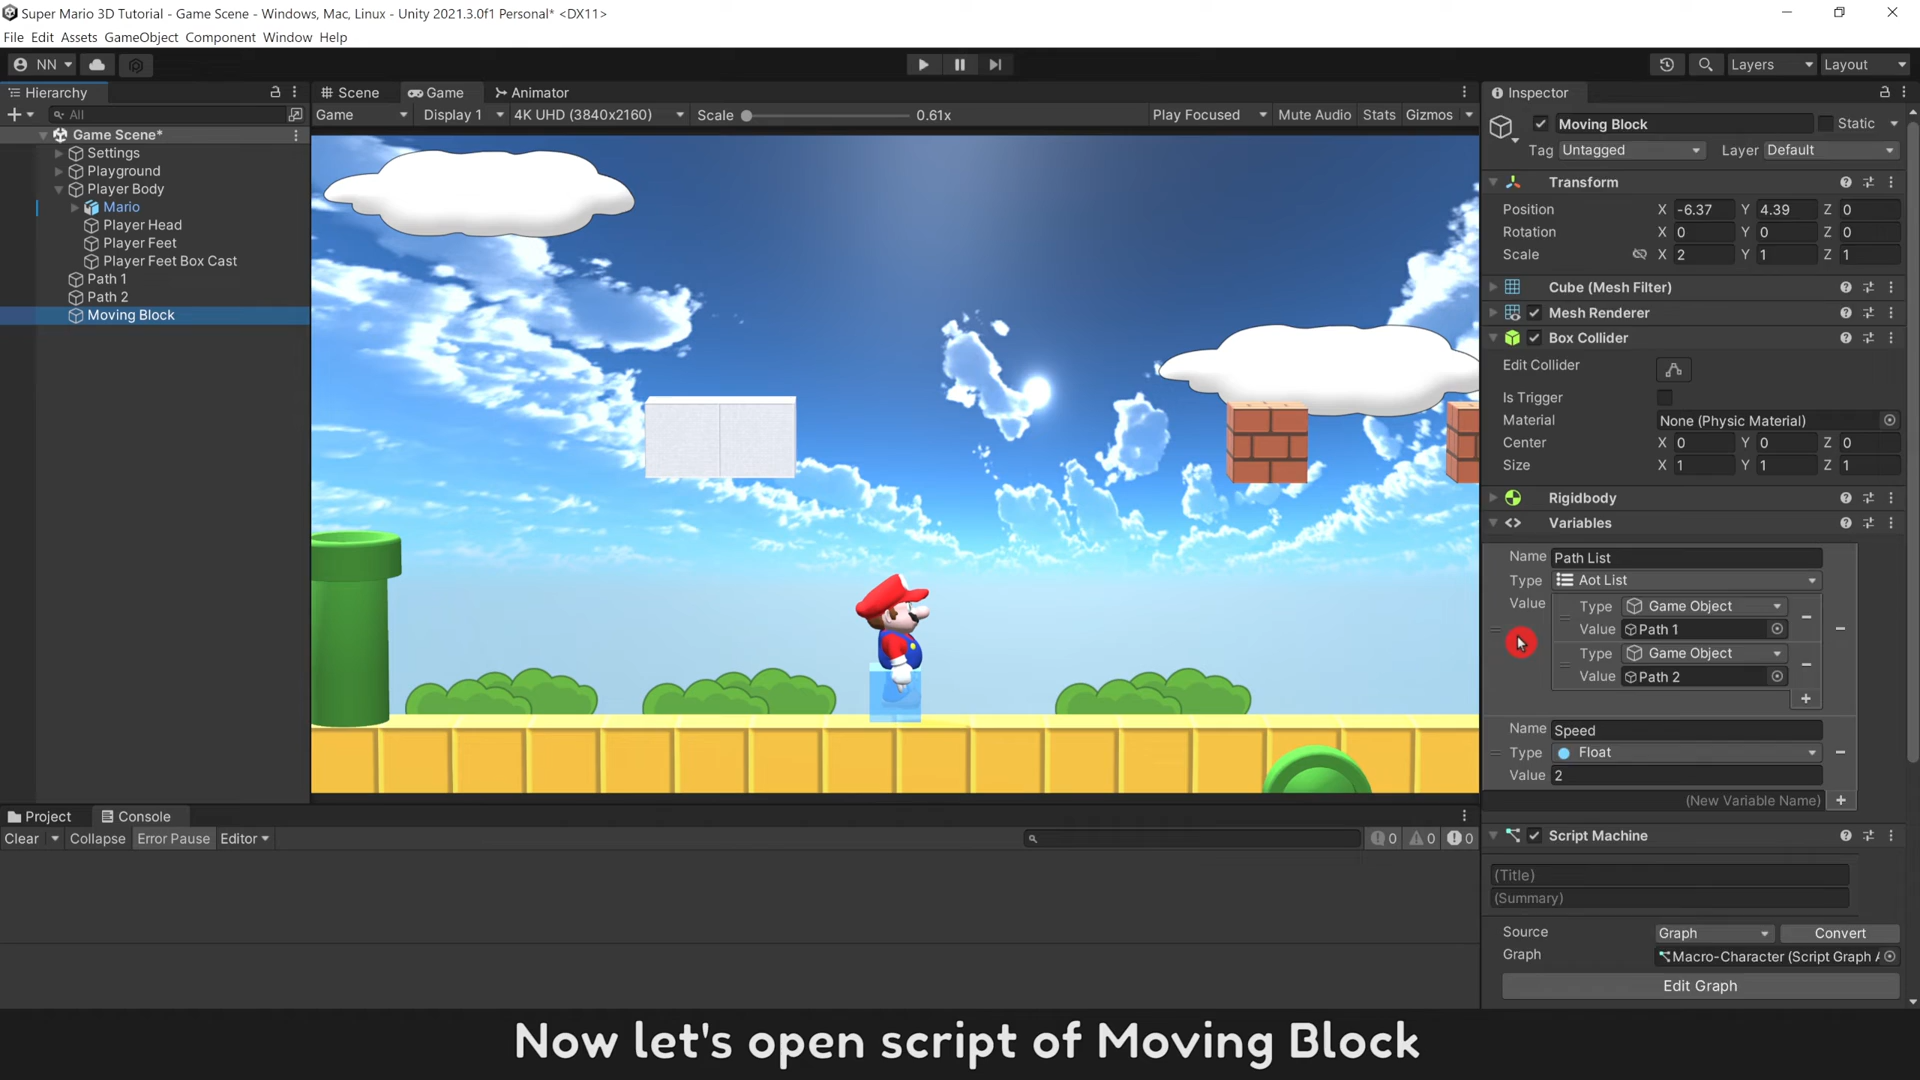 Super Mario 3D Tutorial - Game Scene - Windows, Mac, Linux - Unity 2021.3.0f1 Personal* <DX11>
File Edit Assets GameObject Component Window Help
NN
Layers
Layout
Hierarchy
All
Game Scene*
Settings
Playground
Player Body
Mario
Player Head
Player Feet
Player Feet Box Cast
Path 1
Path 2
Moving Block
Scene
Game
Animator
Game
Display 1
4K UHD (3840x2160)
Scale
0.61x
Play Focused
Mute Audio
Stats
Gizmos
Project
Console
Clear
Collapse
Error Pause
Editor
0
0
0
Inspector
Moving Block
Static
Tag Untagged
Layer Default
Transform
Position X -6.37 Y 4.39 Z 0
Rotation X 0 Y 0 Z 0
Scale X 2 Y 1 Z 1
Cube (Mesh Filter)
Mesh Renderer
Box Collider
Edit Collider
Is Trigger
Material None (Physic Material)
Center X 0 Y 0 Z 0
Size X 1 Y 1 Z 1
Rigidbody
Variables
Name Path List
Type Aot List
Value
Type Game Object
Value Path 1
Type Game Object
Value Path 2
Name Speed
Type Float
Value 2
(New Variable Name)
Script Machine
(Title)
(Summary)
Source Graph Convert
Graph Macro-Character (Script Graph A
Edit Graph
Now let's open script of Moving Block